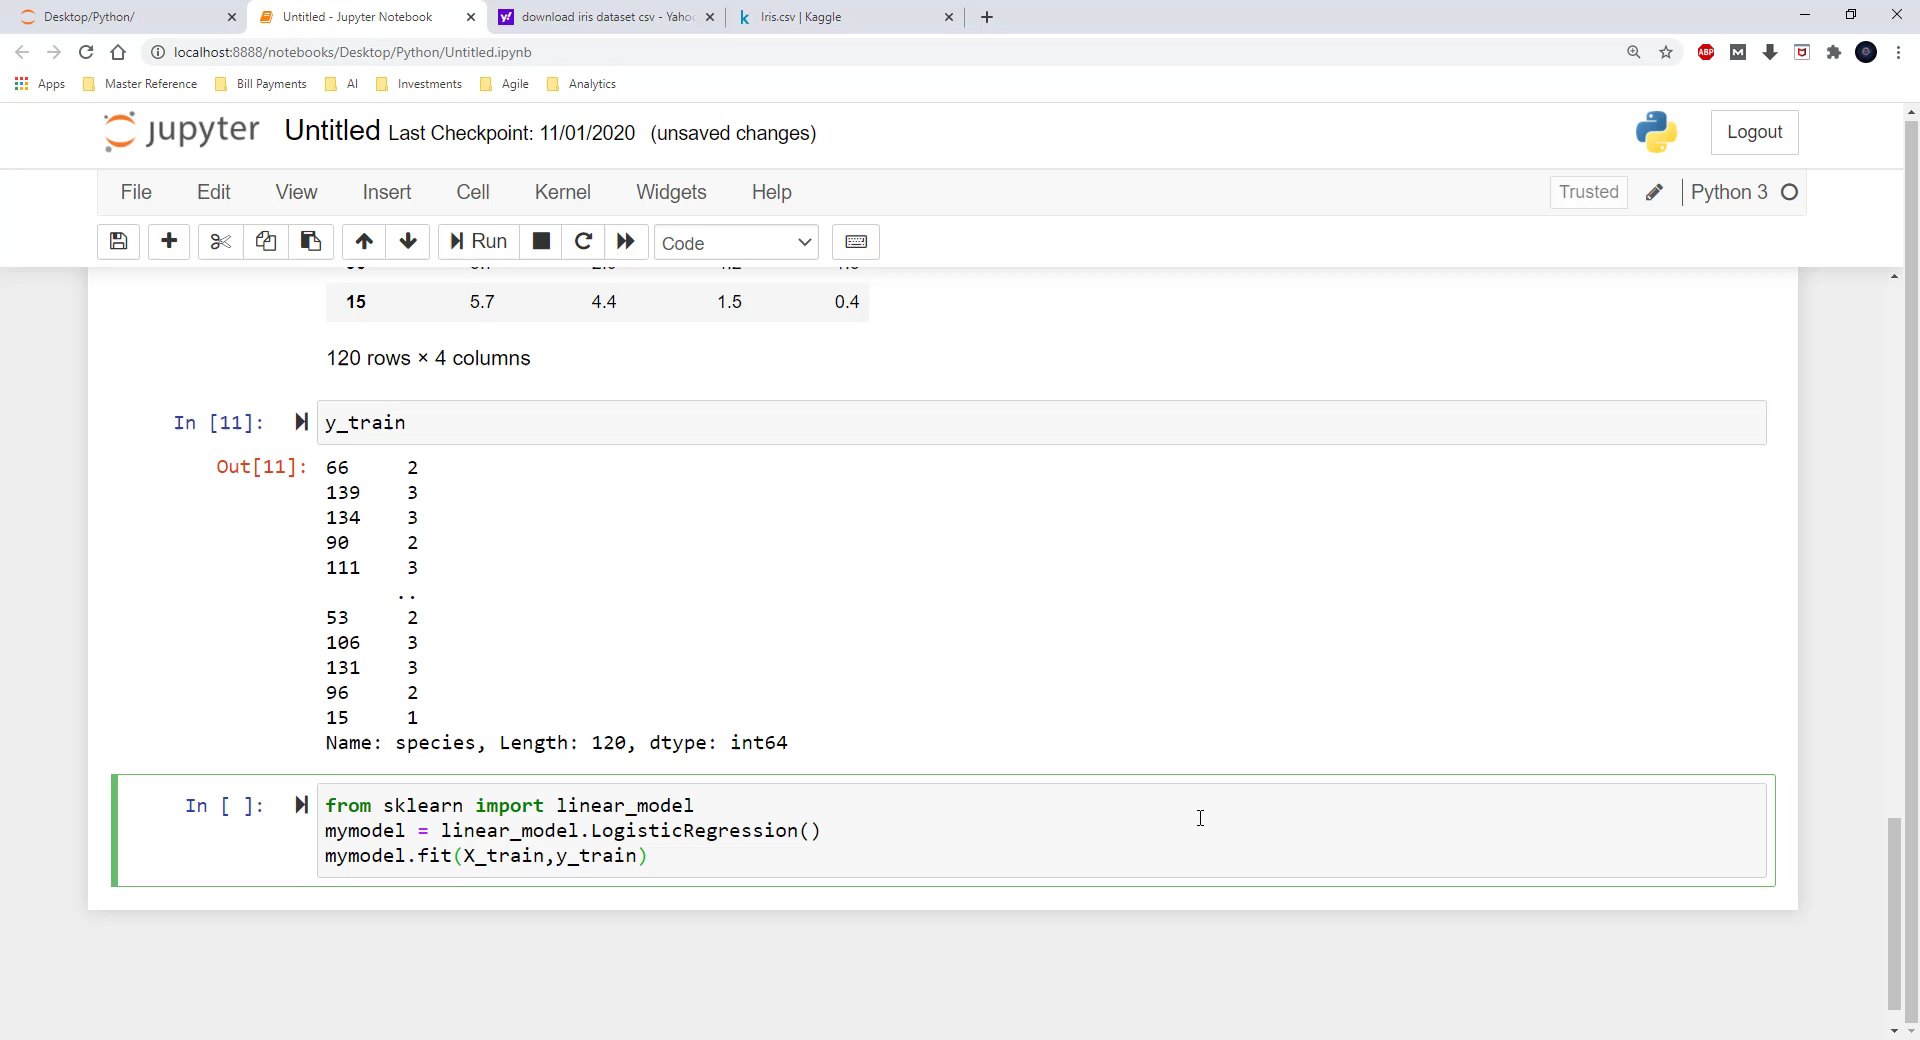 Desktop/Python/
Untitled - Jupyter Notebook
download iris dataset csv - Yahoo
Iris.csv | Kaggle
localhost:8888/notebooks/Desktop/Python/Untitled.ipynb
ABP
M
Apps
Master Reference
Bill Payments
AI
Investments
Agile
Analytics
jupyter Untitled Last Checkpoint: 11/01/2020 (unsaved changes)
Logout
File Edit View Insert Cell Kernel Widgets Help
Trusted
Python 3
Run
Code
15 5.7 4.4 1.5 0.4
120 rows × 4 columns
In [11]: y_train
Out[11]: 66 2
139 3
134 3
90 2
111 3
..
53 2
106 3
131 3
96 2
15 1
Name: species, Length: 120, dtype: int64
In [ ]: from sklearn import linear_model
mymodel = linear_model.LogisticRegression()
mymodel.fit(X_train,y_train)